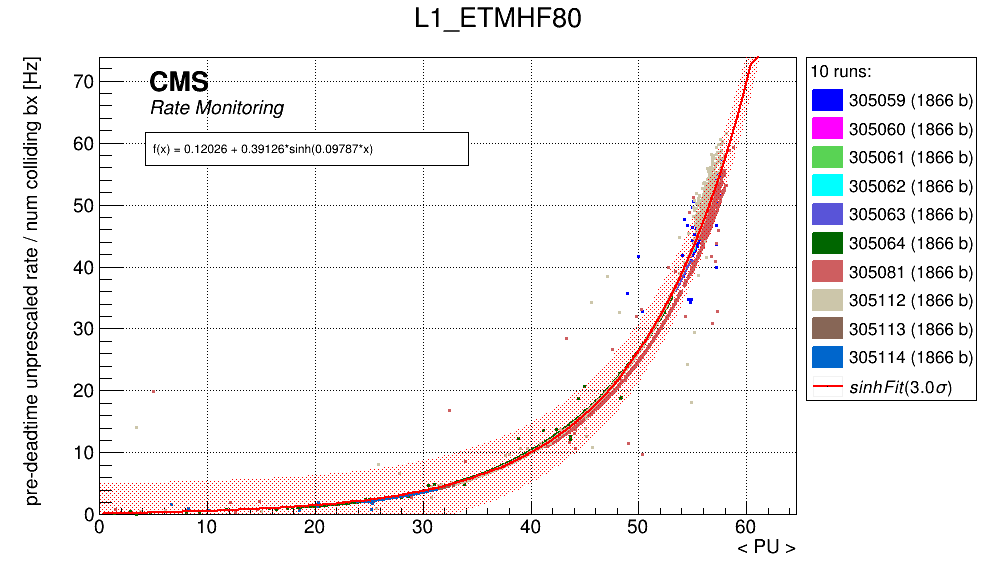 L1_ETMHF80
pre-deadtime unprescaled rate / num colliding bx [Hz]
70
60
50
40
30
20
10
0
CMS
Rate Monitoring
f(x) = 0.12026 + 0.39126*sinh(0.09787*x)
0 10 20 30 40 50 60
< PU >
10 runs:
305059 (1866 b)
305060 (1866 b)
305061 (1866 b)
305062 (1866 b)
305063 (1866 b)
305064 (1866 b)
305081 (1866 b)
305112 (1866 b)
305113 (1866 b)
305114 (1866 b)
sinhFit(3.0σ)